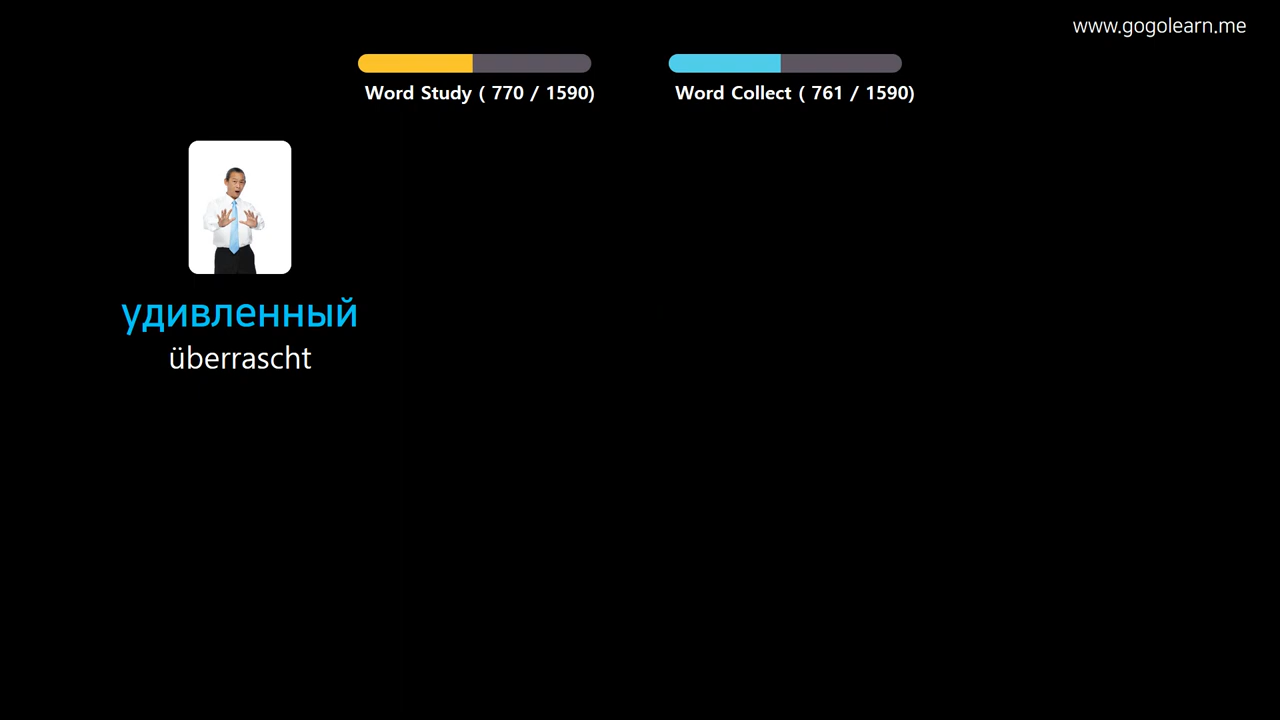 www.gogolearn.me
Word Study ( 770 / 1590)
Word Collect ( 761 / 1590)
удивленный
überrascht